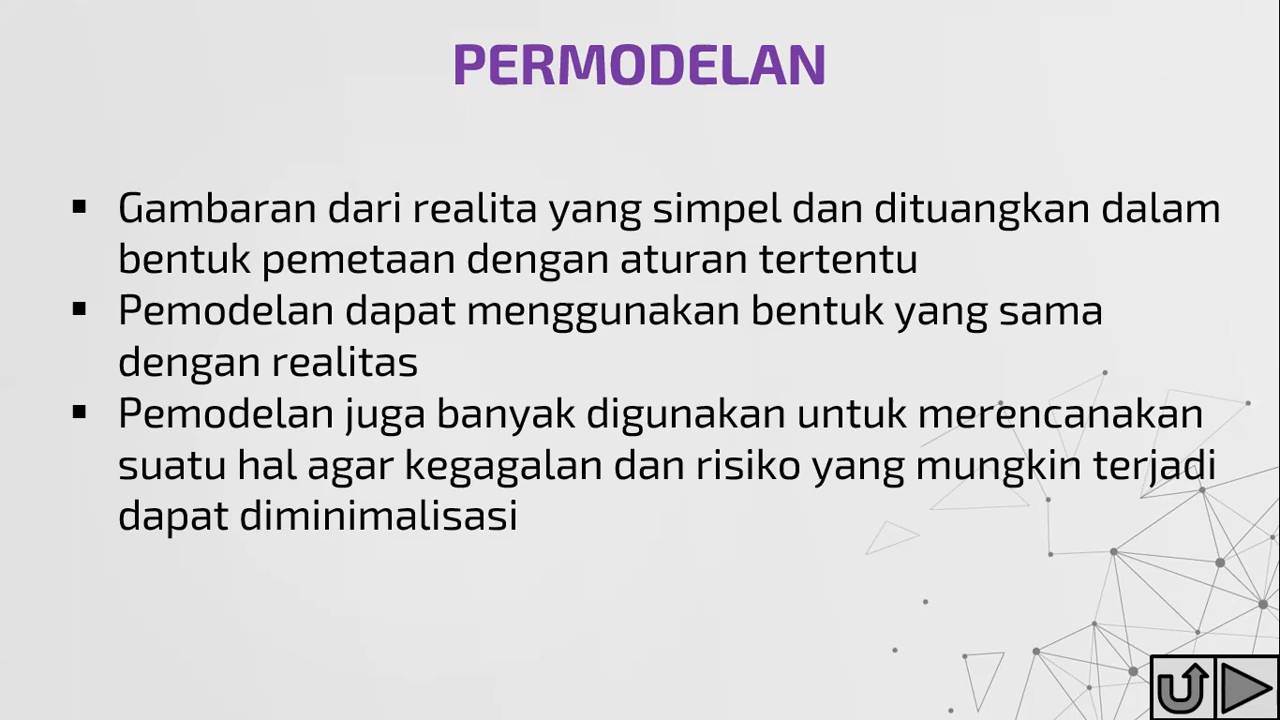 PERMODELAN
▪ Gambaran dari realita yang simpel dan dituangkan dalam
bentuk pemetaan dengan aturan tertentu
▪ Pemodelan dapat menggunakan bentuk yang sama
dengan realitas
▪ Pemodelan juga banyak digunakan untuk merencanakan
suatu hal agar kegagalan dan risiko yang mungkin terjadi
dapat diminimalisasi